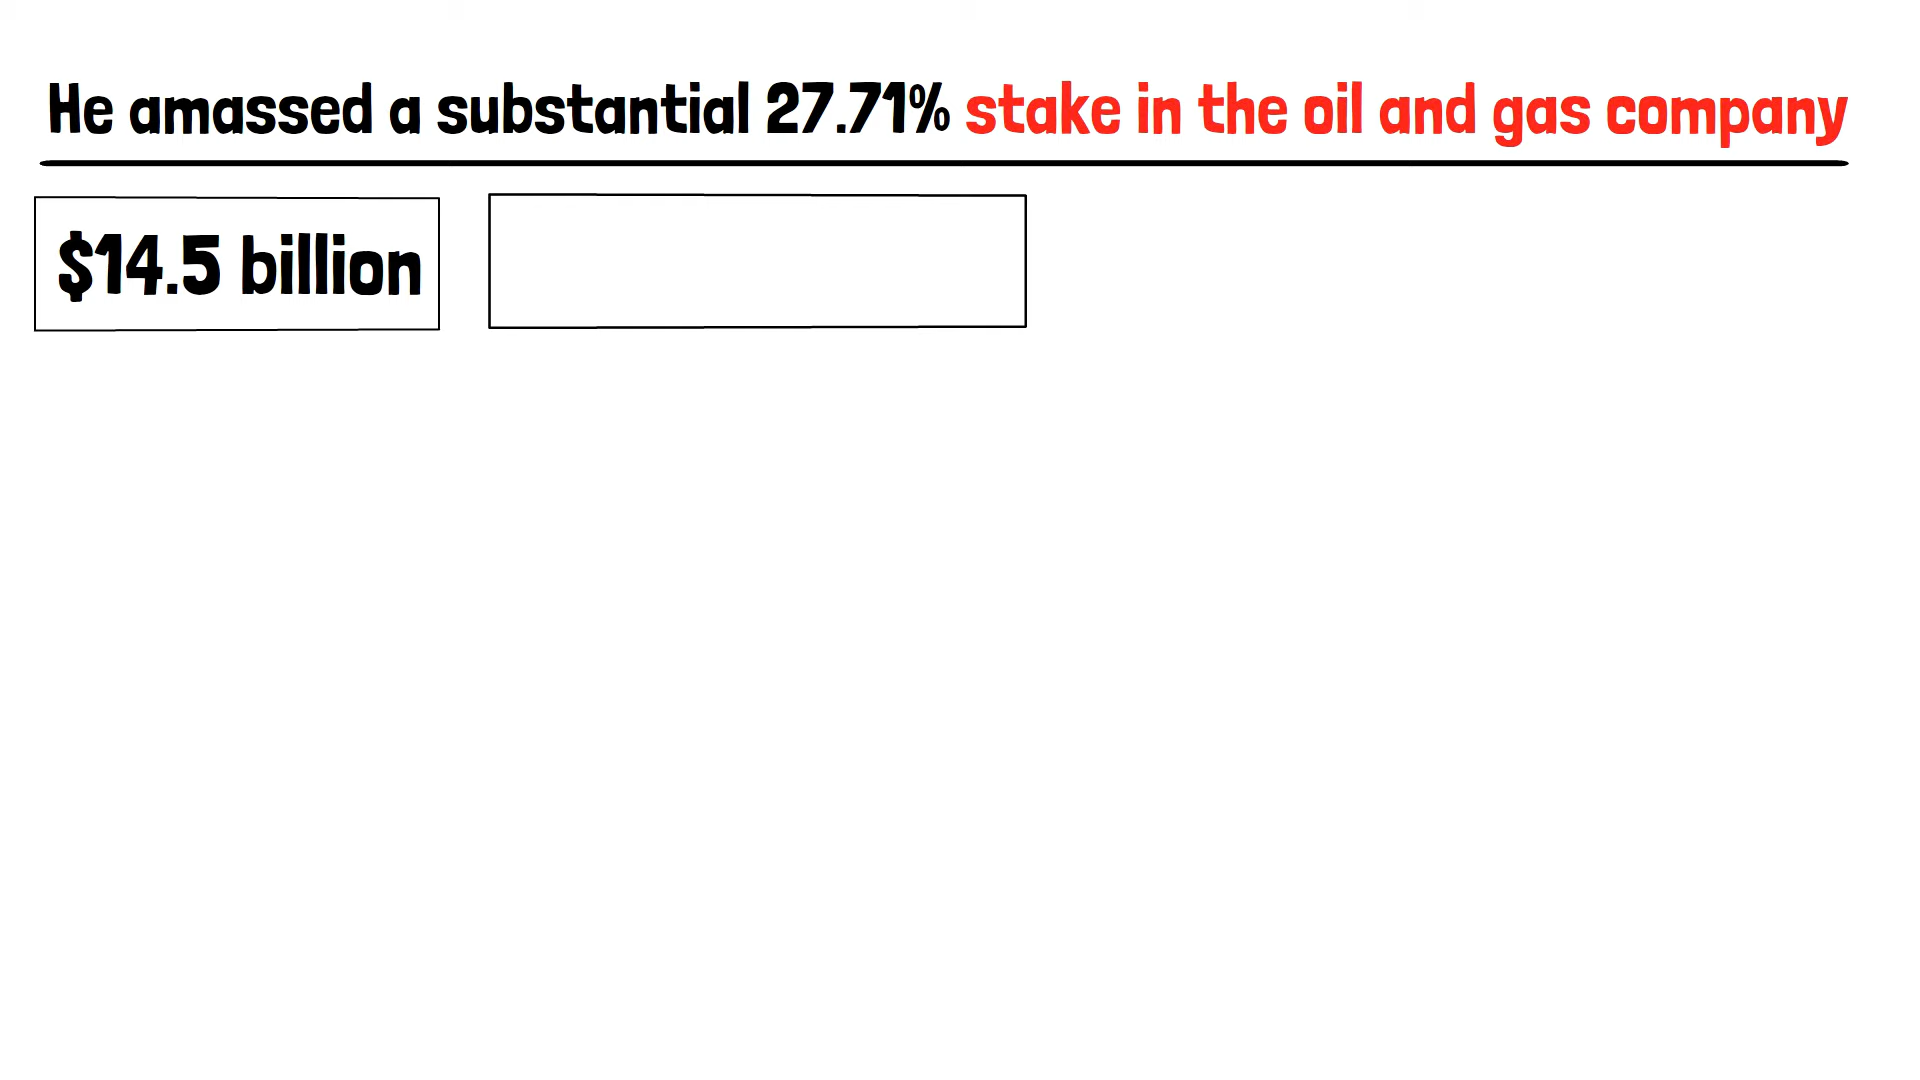 He amassed a substantial 27.71% stake in the oil and gas company
$14.5 billion